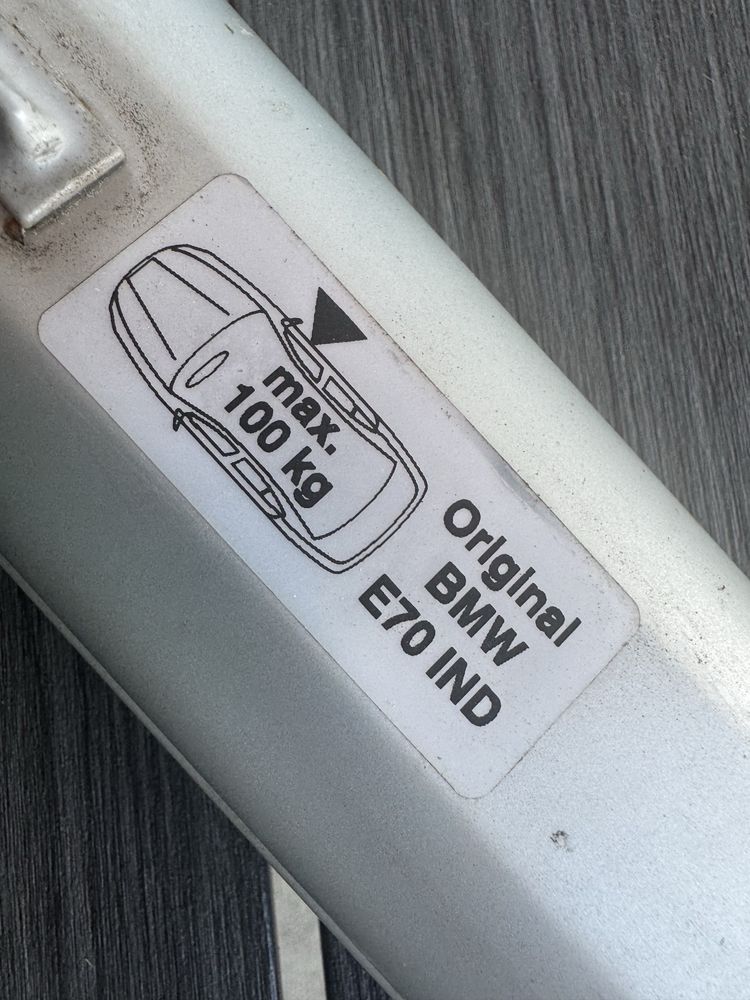 max.
100 kg
Original
BMW
E70 IND